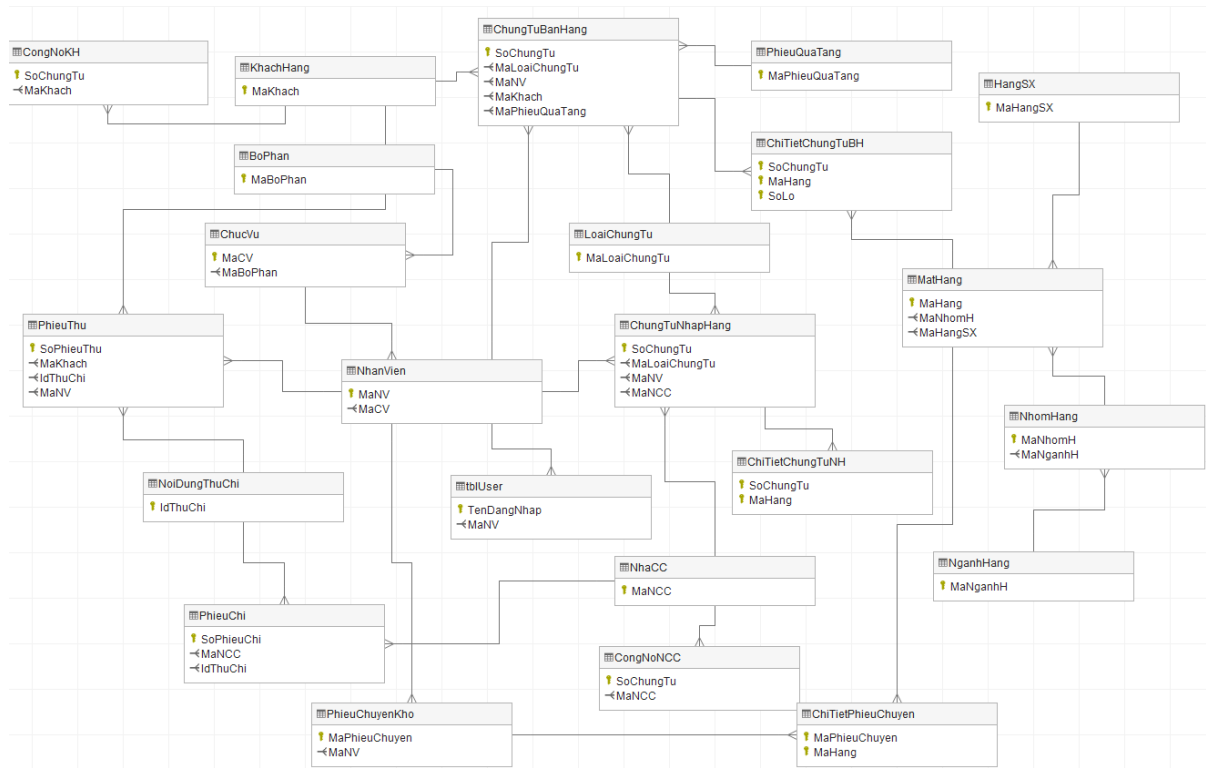 CongNoKH
SoChungTu
MaKhach
KhachHang
MaKhach
ChungTuBanHang
SoChungTu
MaLoaiChungTu
MaNV
MaKhach
MaPhieuQuaTang
PhieuQuaTang
MaPhieuQuaTang
HangSX
MaHangSX
BoPhan
MaBoPhan
ChiTietChungTuBH
SoChungTu
MaHang
SoLo
ChucVu
MaCV
MaBoPhan
LoaiChungTu
MaLoaiChungTu
MatHang
MaHang
MaNhomH
MaHangSX
PhieuThu
SoPhieuThu
MaKhach
IdThuChi
MaNV
NhanVien
MaNV
MaCV
ChungTuNhapHang
SoChungTu
MaLoaiChungTu
MaNV
MaNCC
NhomHang
MaNhomH
MaNganhH
NoiDungThuChi
IdThuChi
tblUser
TenDangNhap
MaNV
ChiTietChungTuNH
SoChungTu
MaHang
NhaCC
MaNCC
NganhHang
MaNganhH
PhieuChi
SoPhieuChi
MaNCC
IdThuChi
CongNoNCC
SoChungTu
MaNCC
PhieuChuyenKho
MaPhieuChuyen
MaNV
ChiTietPhieuChuyen
MaPhieuChuyen
MaHang